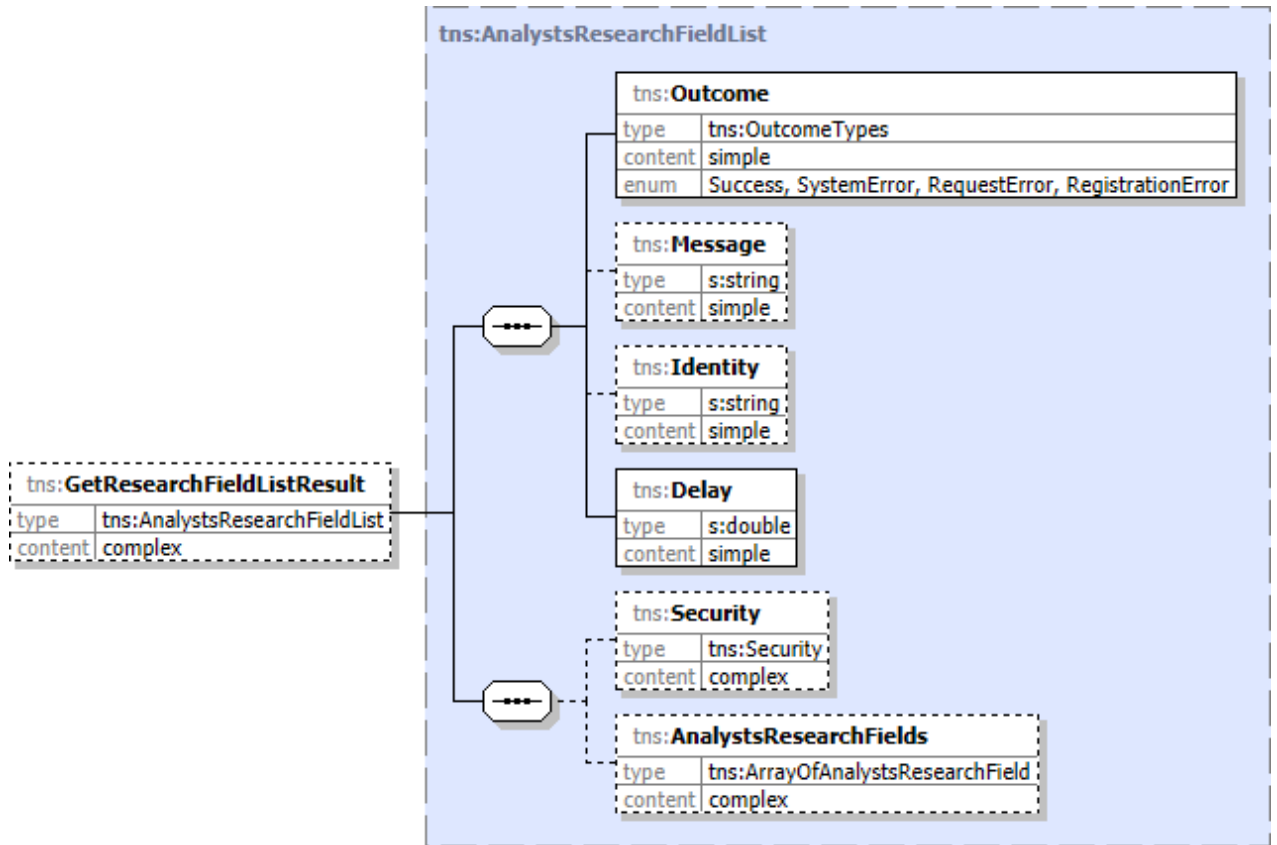 tns:AnalystsResearchFieldList
tns:Outcome
type tns:OutcomeTypes
content simple
enum Success, SystemError, RequestError, RegistrationError
tns:Message
type s:string
content simple
tns:Identity
type s:string
content simple
tns:GetResearchFieldListResult
type tns:AnalystsResearchFieldList
content complex
tns:Delay
type s:double
content simple
tns:Security
type tns:Security
content complex
tns:AnalystsResearchFields
type tns:ArrayOfAnalystsResearchField
content complex